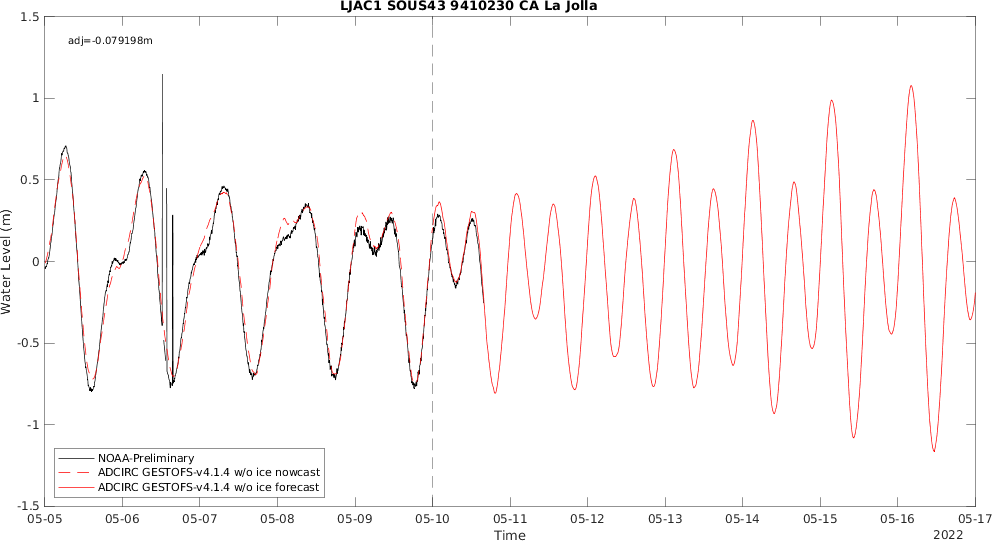 LJAC1 SOUS43 9410230 CA La Jolla
adj=-0.079198m
1.5
1
0.5
0
-0.5
-1
-1.5
Water Level (m)
NOAA-Preliminary
ADCIRC GESTOFS-v4.1.4 w/o ice nowcast
ADCIRC GESTOFS-v4.1.4 w/o ice forecast
05-05 05-06 05-07 05-08 05-09 05-10 05-11 05-12 05-13 05-14 05-15 05-16 05-17
Time
2022